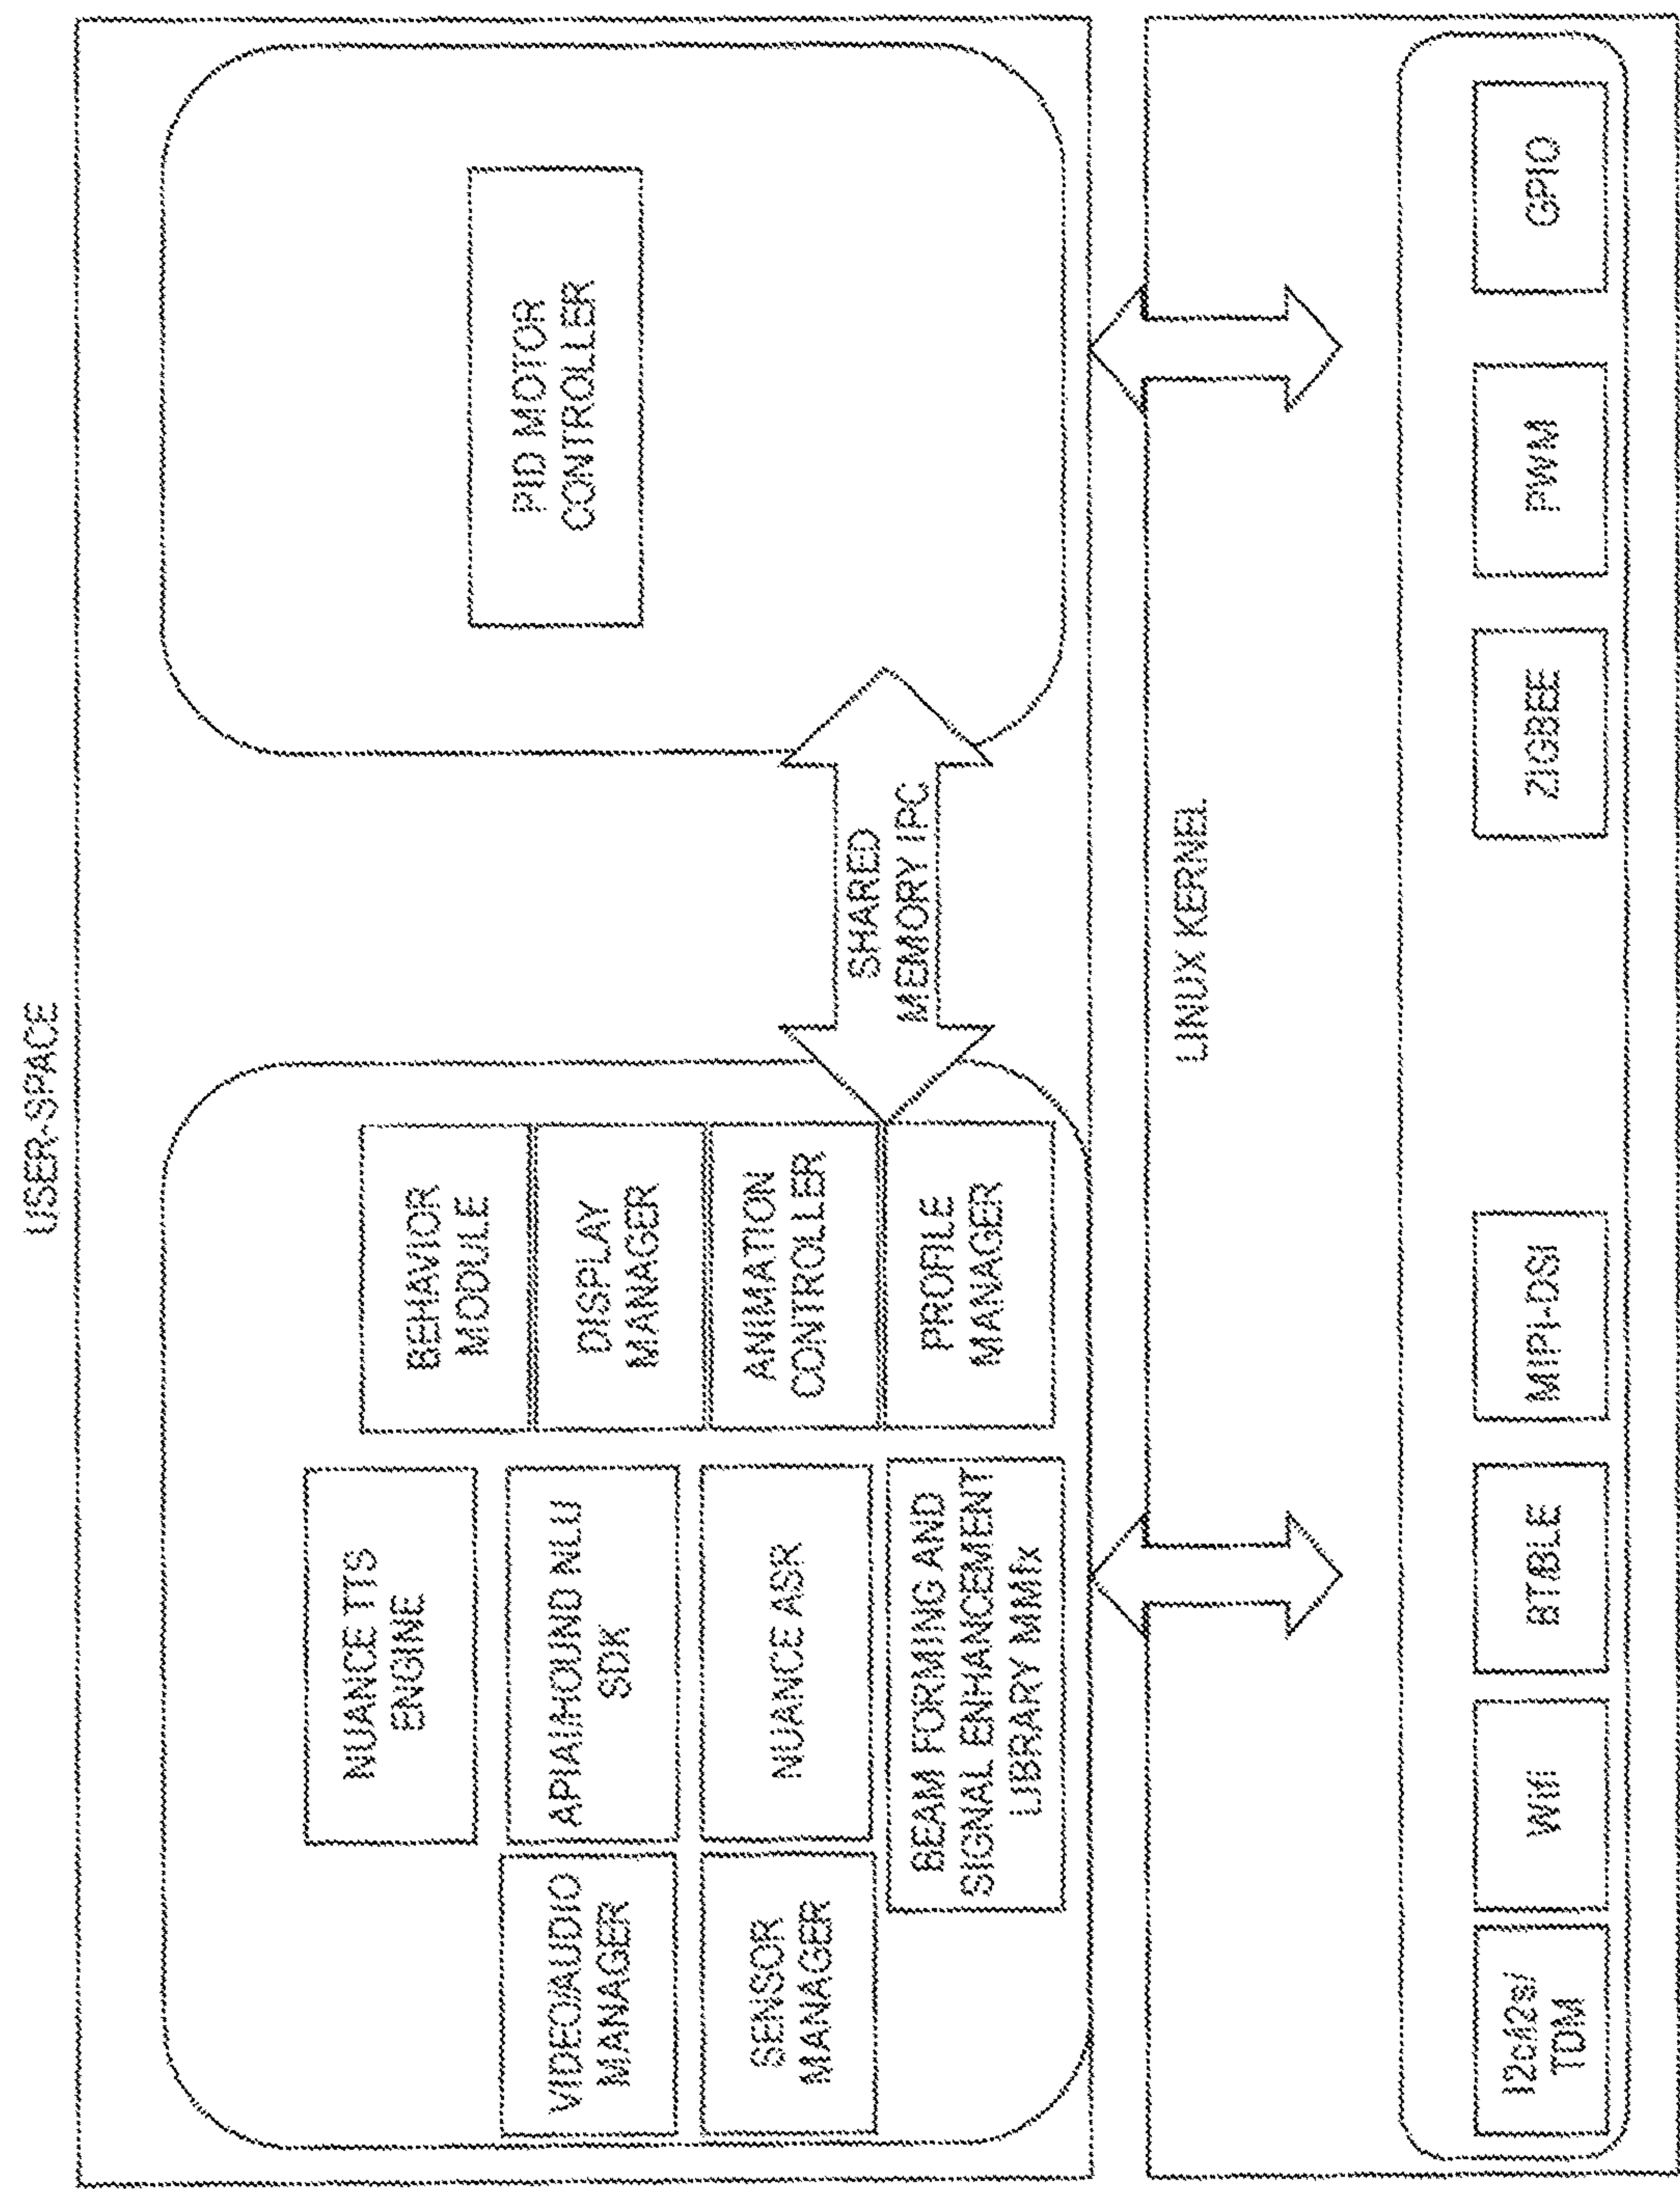 USER-SPACE
NUANCE TTS
ENGINE
BEHAVIOR
MODULE
VIDEO/AUDIO
MANAGER
APIAI/HOUND NLU
SDK
DISPLAY
MANAGER
SENSOR
MANAGER
NUANCE ASR
ANIMATION
CONTROLLER
BEAM FORMING AND
SIGNAL ENHANCEMENT
LIBRARY MMfx
PROFILE
MANAGER
SHARED
MEMORY IPC
PID MOTOR
CONTROLLER
LINUX KERNEL
I2c/i2s/
TDM
Wifi
BT/BLE
MIPI-DSI
ZIGBEE
PWM
GPIO